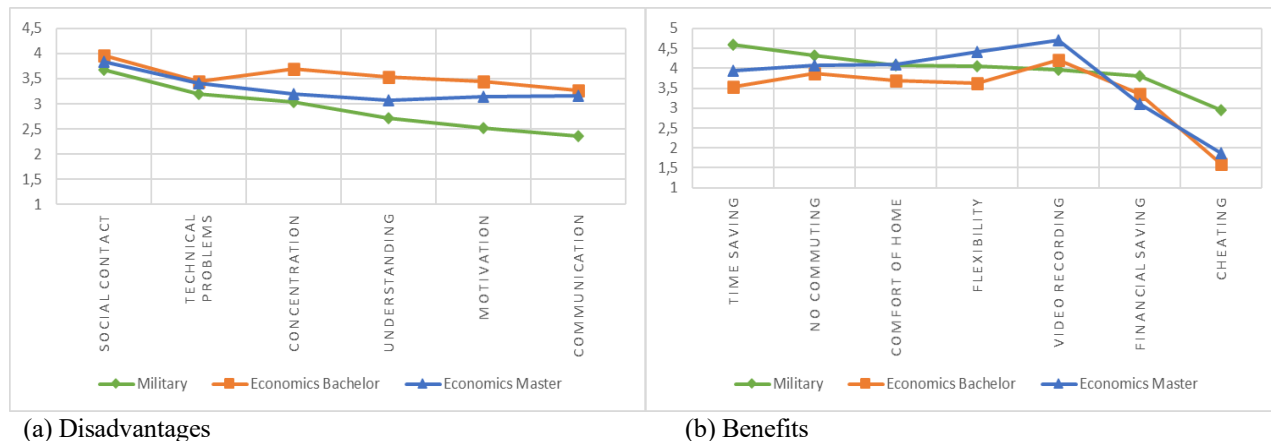 4,5
4
3,5
3
2,5
2
1,5
1
SOCIAL CONTACT
TECHNICAL
PROBLEMS
CONCENTRATION
UNDERSTANDING
MOTIVATION
COMMUNICATION
Military
Economics Bachelor
Economics Master
(a) Disadvantages
5
4,5
4
3,5
3
2,5
2
1,5
1
TIME SAVING
NO COMMUTING
COMFORT OF HOME
FLEXIBILITY
VIDEO RECORDING
FINANCIAL SAVING
CHEATING
Military
Economics Bachelor
Economics Master
(b) Benefits